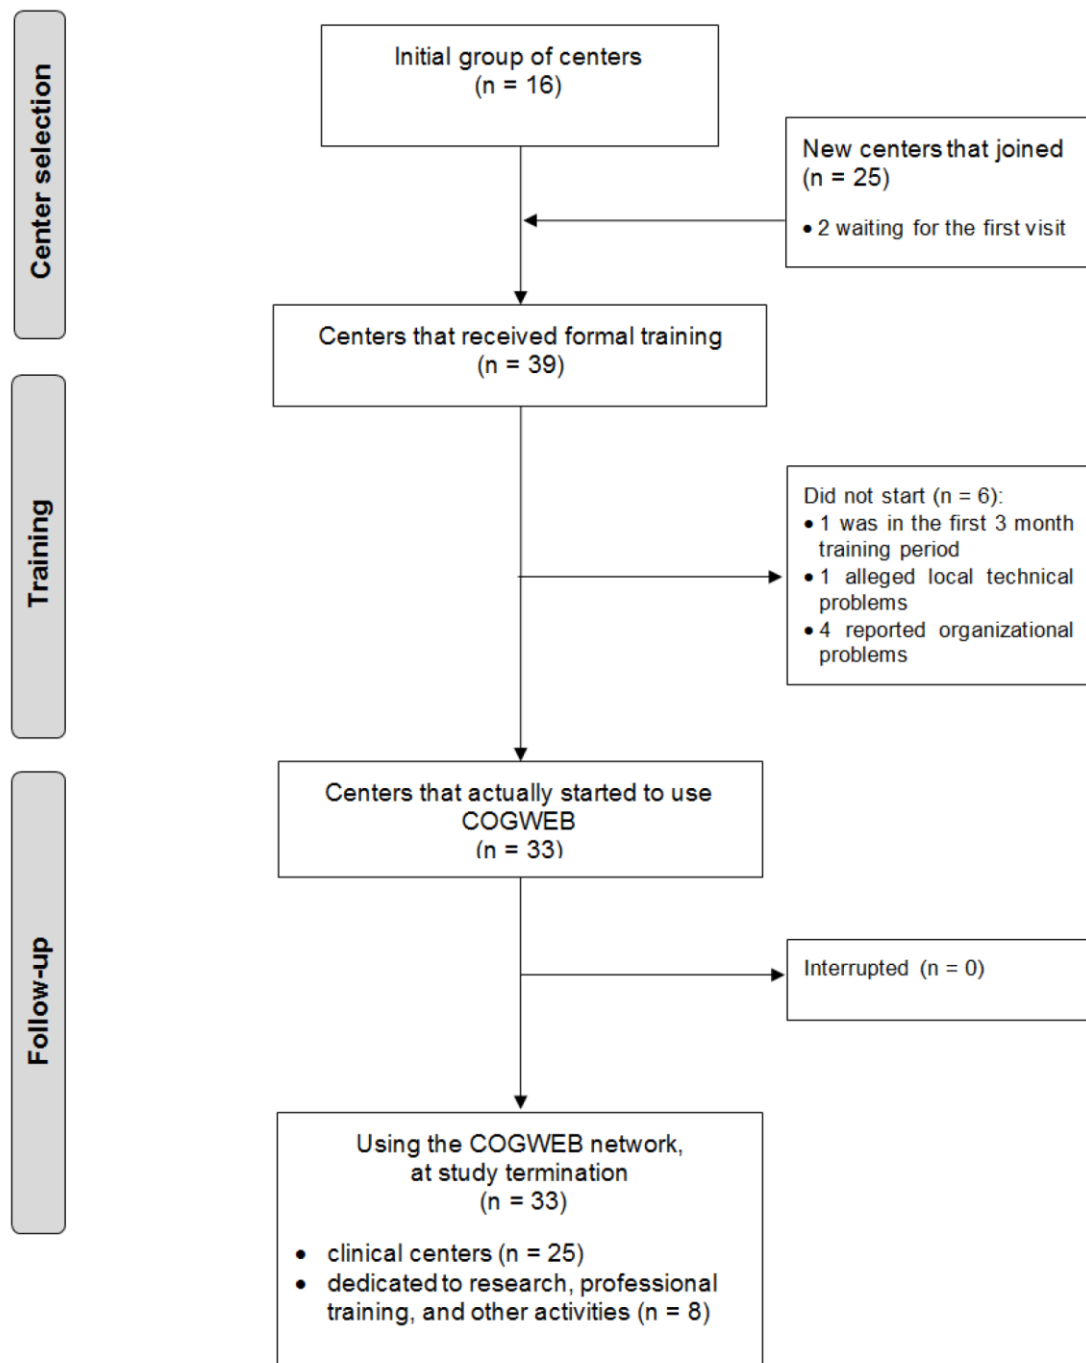 Center selection
Initial group of centers
(n = 16)
New centers that joined
(n = 25)
• 2 waiting for the first visit
Centers that received formal training
(n = 39)
Training
Did not start (n = 6):
• 1 was in the first 3 month
training period
• 1 alleged local technical
problems
• 4 reported organizational
problems
Centers that actually started to use
COGWEB
(n = 33)
Follow-up
Interrupted (n = 0)
Using the COGWEB network,
at study termination
(n = 33)
• clinical centers (n = 25)
• dedicated to research, professional
training, and other activities (n = 8)